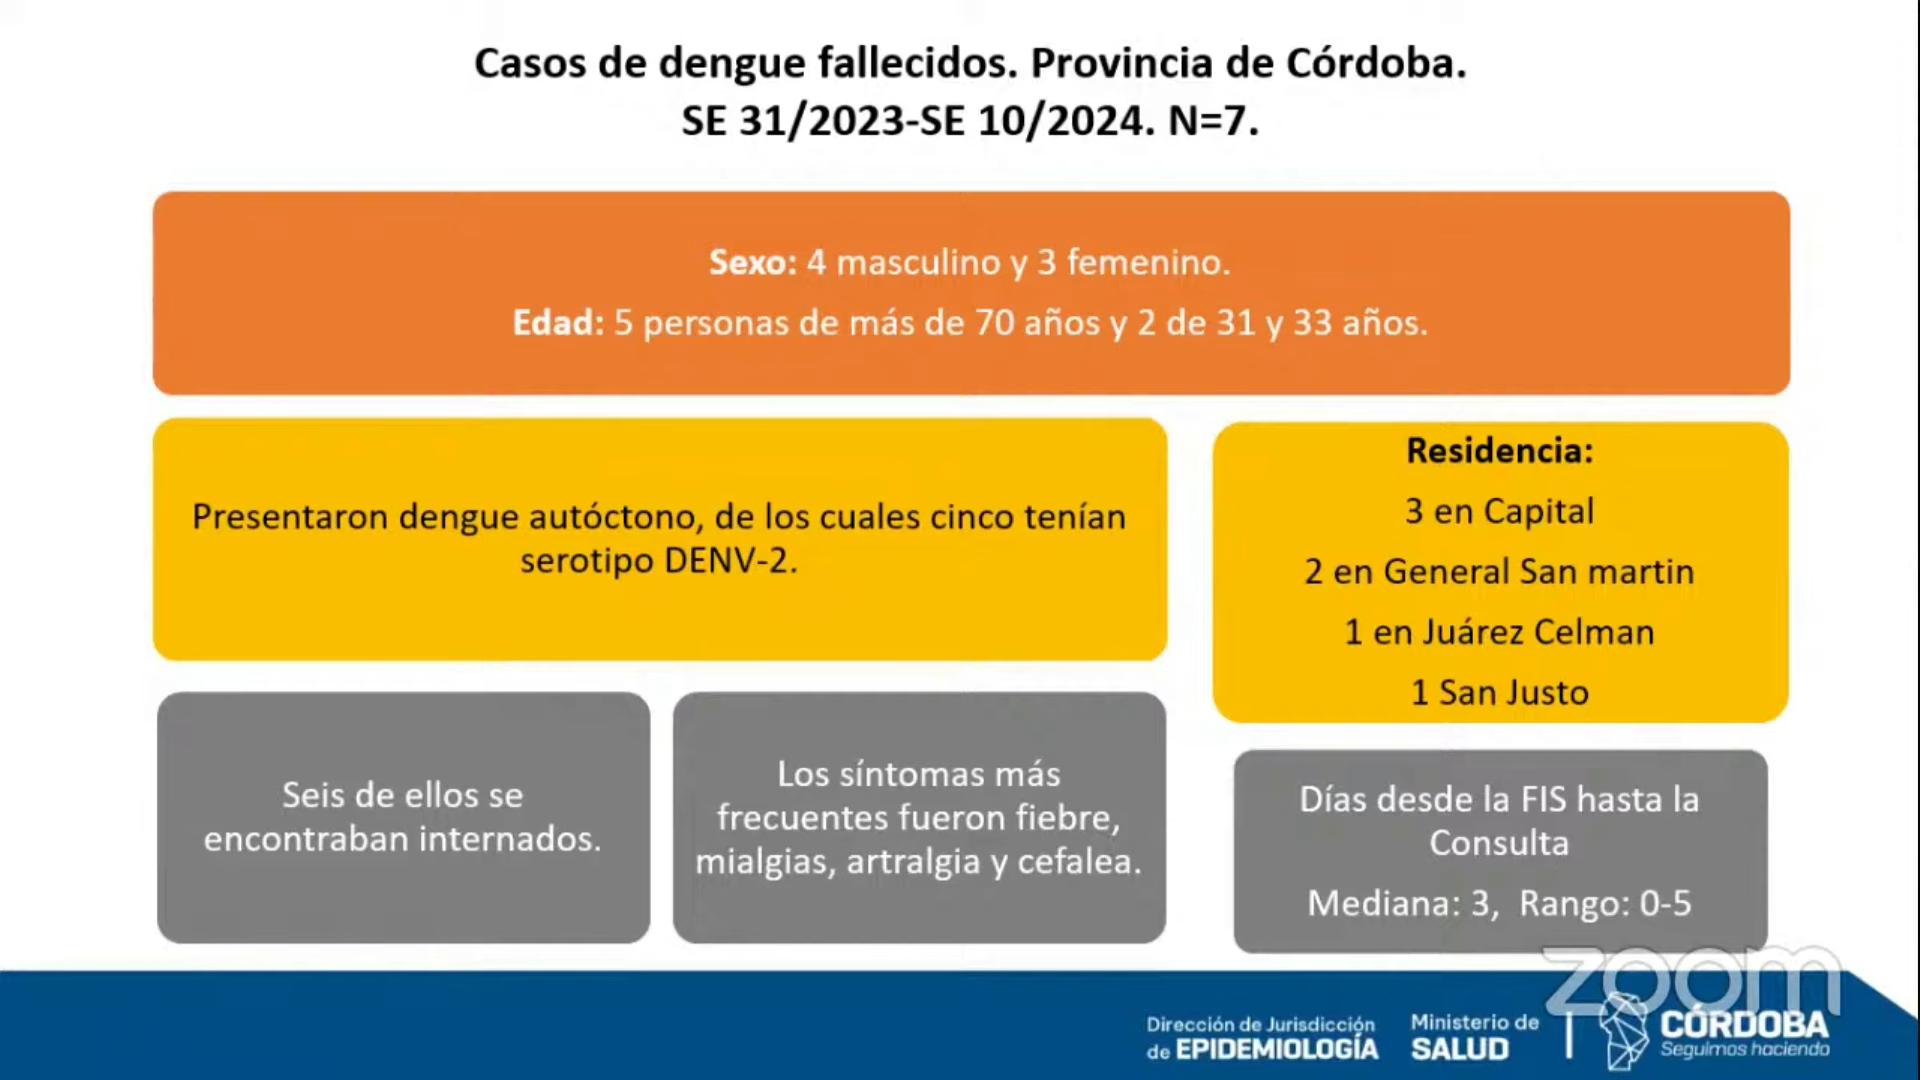 Casos de dengue fallecidos. Provincia de Córdoba.
SE 31/2023-SE 10/2024. N=7.
Sexo: 4 masculino y 3 femenino.
Edad: 5 personas de más de 70 años y 2 de 31 y 33 años.
Presentaron dengue autóctono, de los cuales cinco tenían
serotipo DENV-2.
Residencia:
3 en Capital
2 en General San martin
1 en Juárez Celman
1 San Justo
Seis de ellos se
encontraban internados.
Los síntomas más
frecuentes fueron fiebre,
mialgias, artralgia y cefalea.
Días desde la FIS hasta la
Consulta
Mediana: 3, Rango: 0-5
zoom
Dirección de Jurisdicción
de EPIDEMIOLOGÍA
Ministerio de
SALUD
CÓRDOBA
Seguimos haciendo